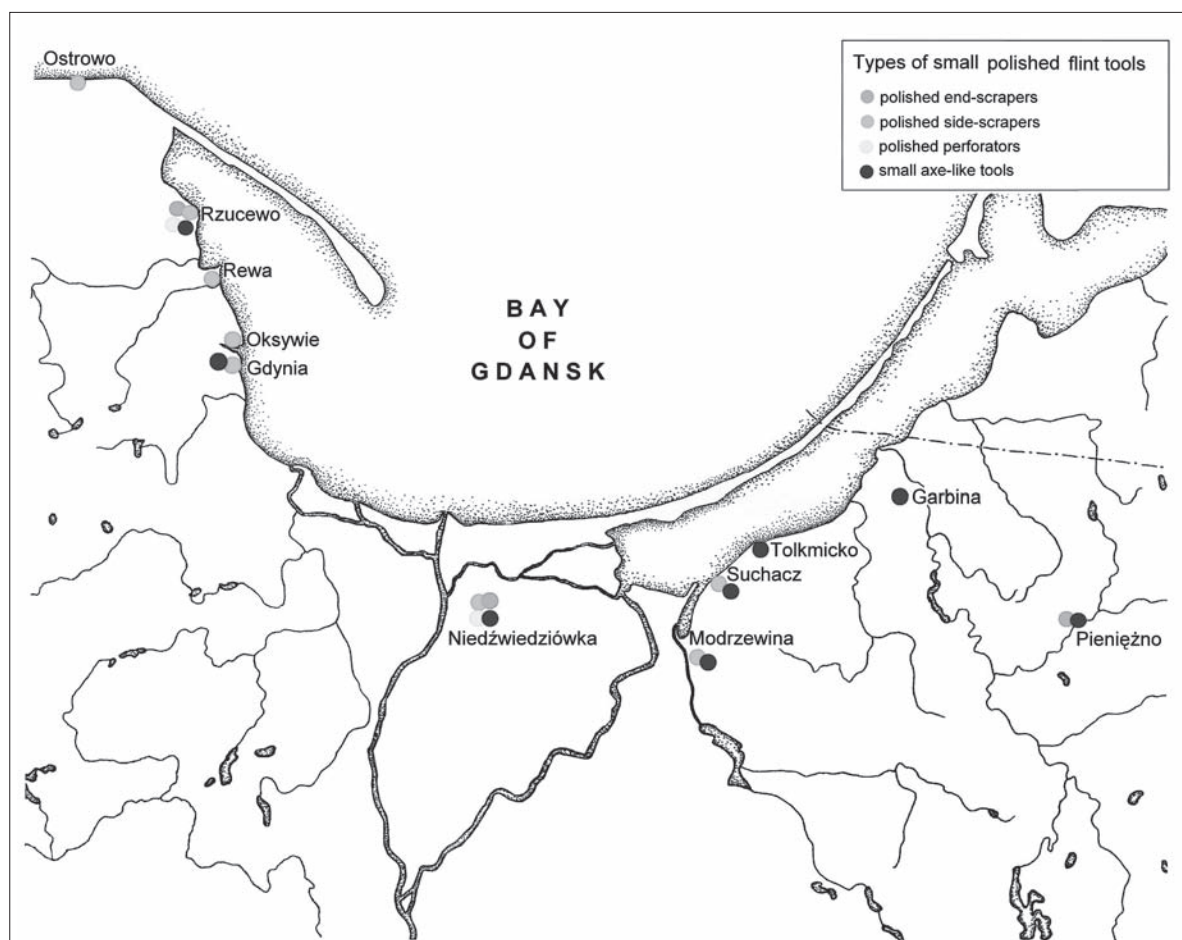 Ostrowo
Types of small polished flint tools
polished end-scrapers
polished side-scrapers
polished perforators
small axe-like tools
Rzucewo
Rewa
Oksywie
Gdynia
BAY
OF
GDANSK
Garbina
Tolkmicko
Suchacz
Niedźwiedziówka
Modrzewina
Pieniężno